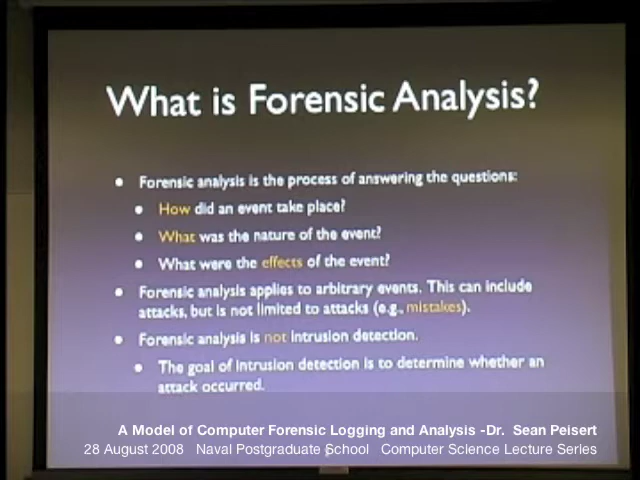 What is Forensic Analysis?
• Forensic analysis is the process of answering the questions:
• How did an event take place?
• What was the nature of the event?
• What were the effects of the event?
• Forensic analysis applies to arbitrary events. This can include
attacks, but is not limited to attacks (e.g., mistakes).
• Forensic analysis is not intrusion detection.
• The goal of intrusion detection is to determine whether an
attack occurred.
A Model of Computer Forensic Logging and Analysis -Dr. Sean Peisert
28 August 2008 Naval Postgraduate School Computer Science Lecture Series